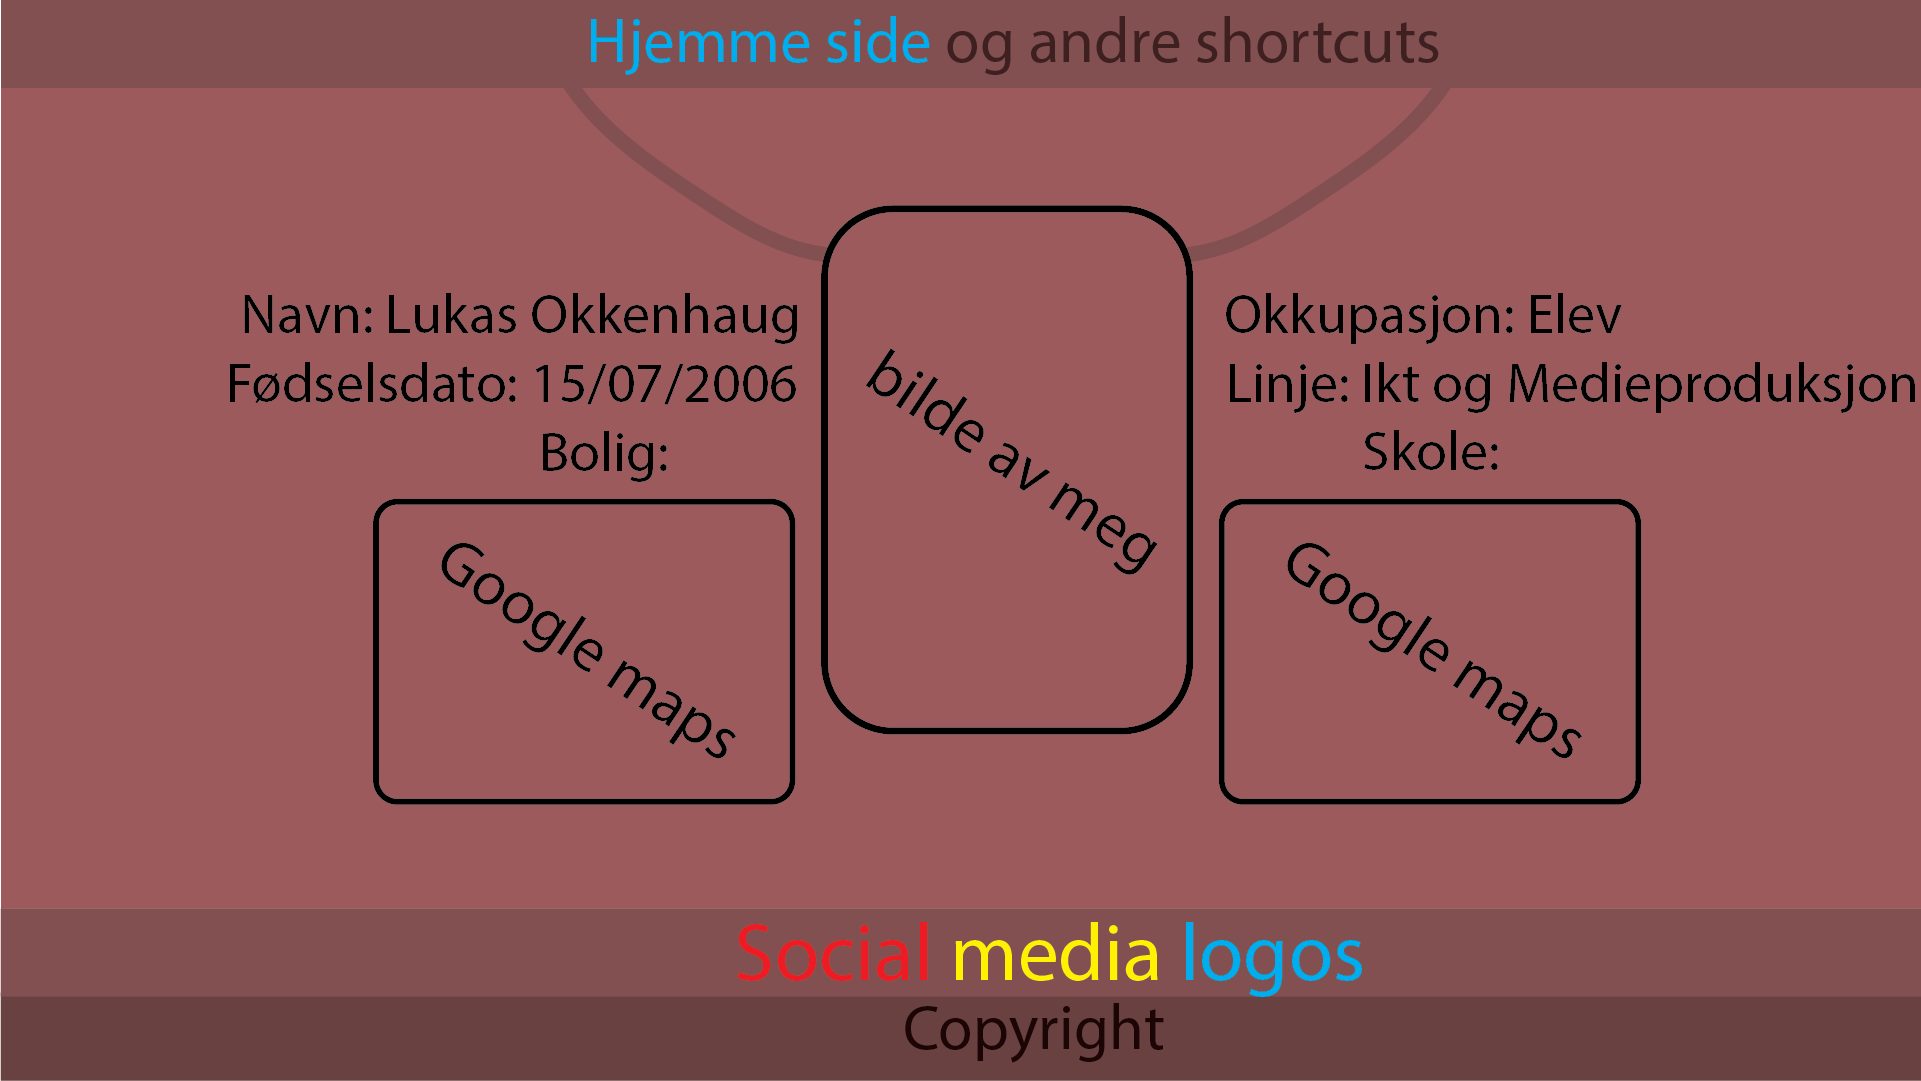 Hjemme side og andre shortcuts
Navn: Lukas Okkenhaug
Fødselsdato: 15/07/2006
Bolig:
Google maps
bilde av meg
Okkupasjon: Elev
Linje: Ikt og Medieproduksjon
Skole:
Google maps
Social media logos
Copyright